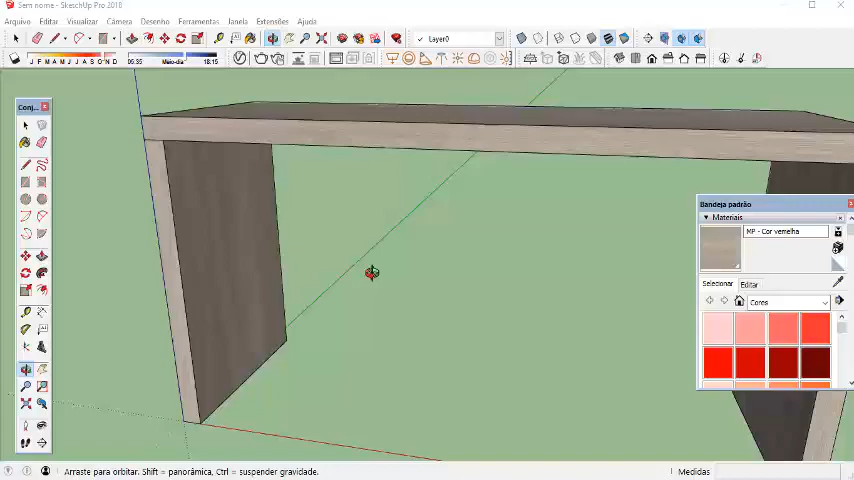 Sem nome - SketchUp Pro 2018
Arquivo Editar Visualizar Câmera Desenho Ferramentas Janela Extensões Ajuda
Layer0
J F M A M J J A S O N D 05:35 Meio-dia 18:15
Conj...
Bandeja padrão
Materiais
MP - Cor vermelha
Selecionar Editar
Cores
Arraste para orbitar. Shift = panorâmica, Ctrl = suspender gravidade.
Medidas